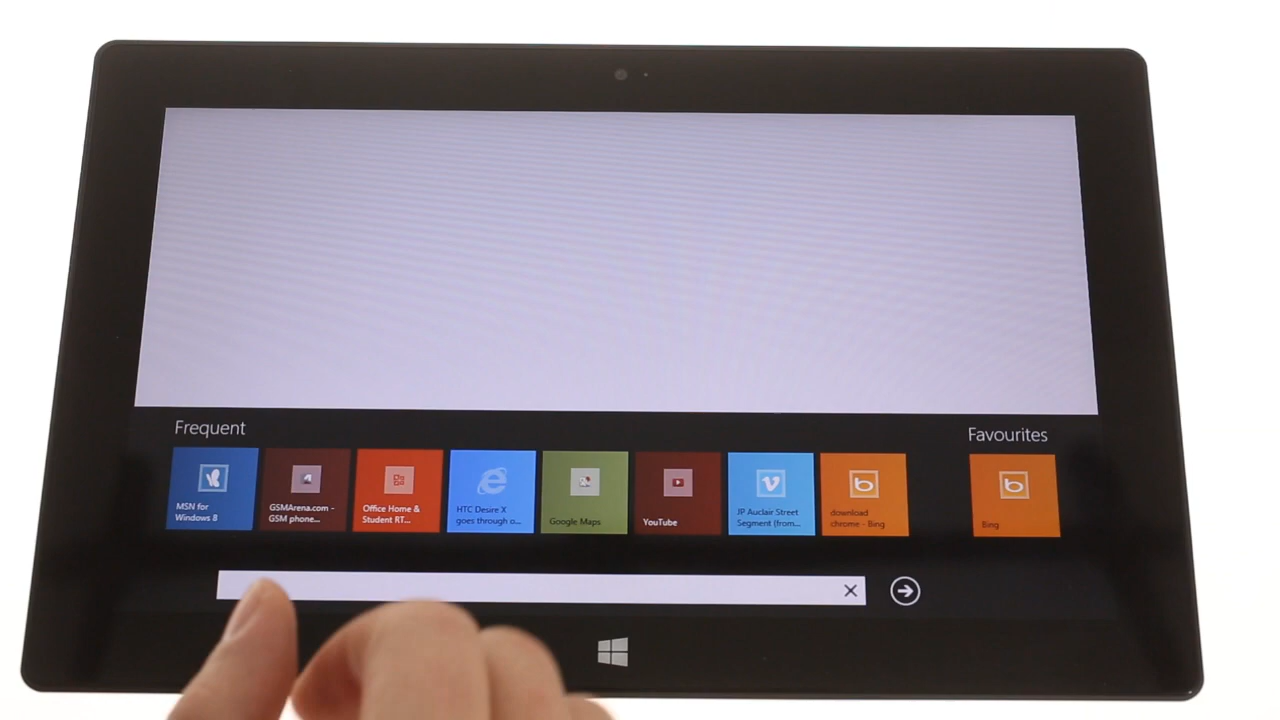 Frequent
Favourites
MSN for
Windows 8
GSMArena.com -
GSM phone...
Office Home &
Student RT...
HTC Desire X
goes through o...
Google Maps
YouTube
JP Auclair Street
Segment (from...
download
chrome - Bing
Bing